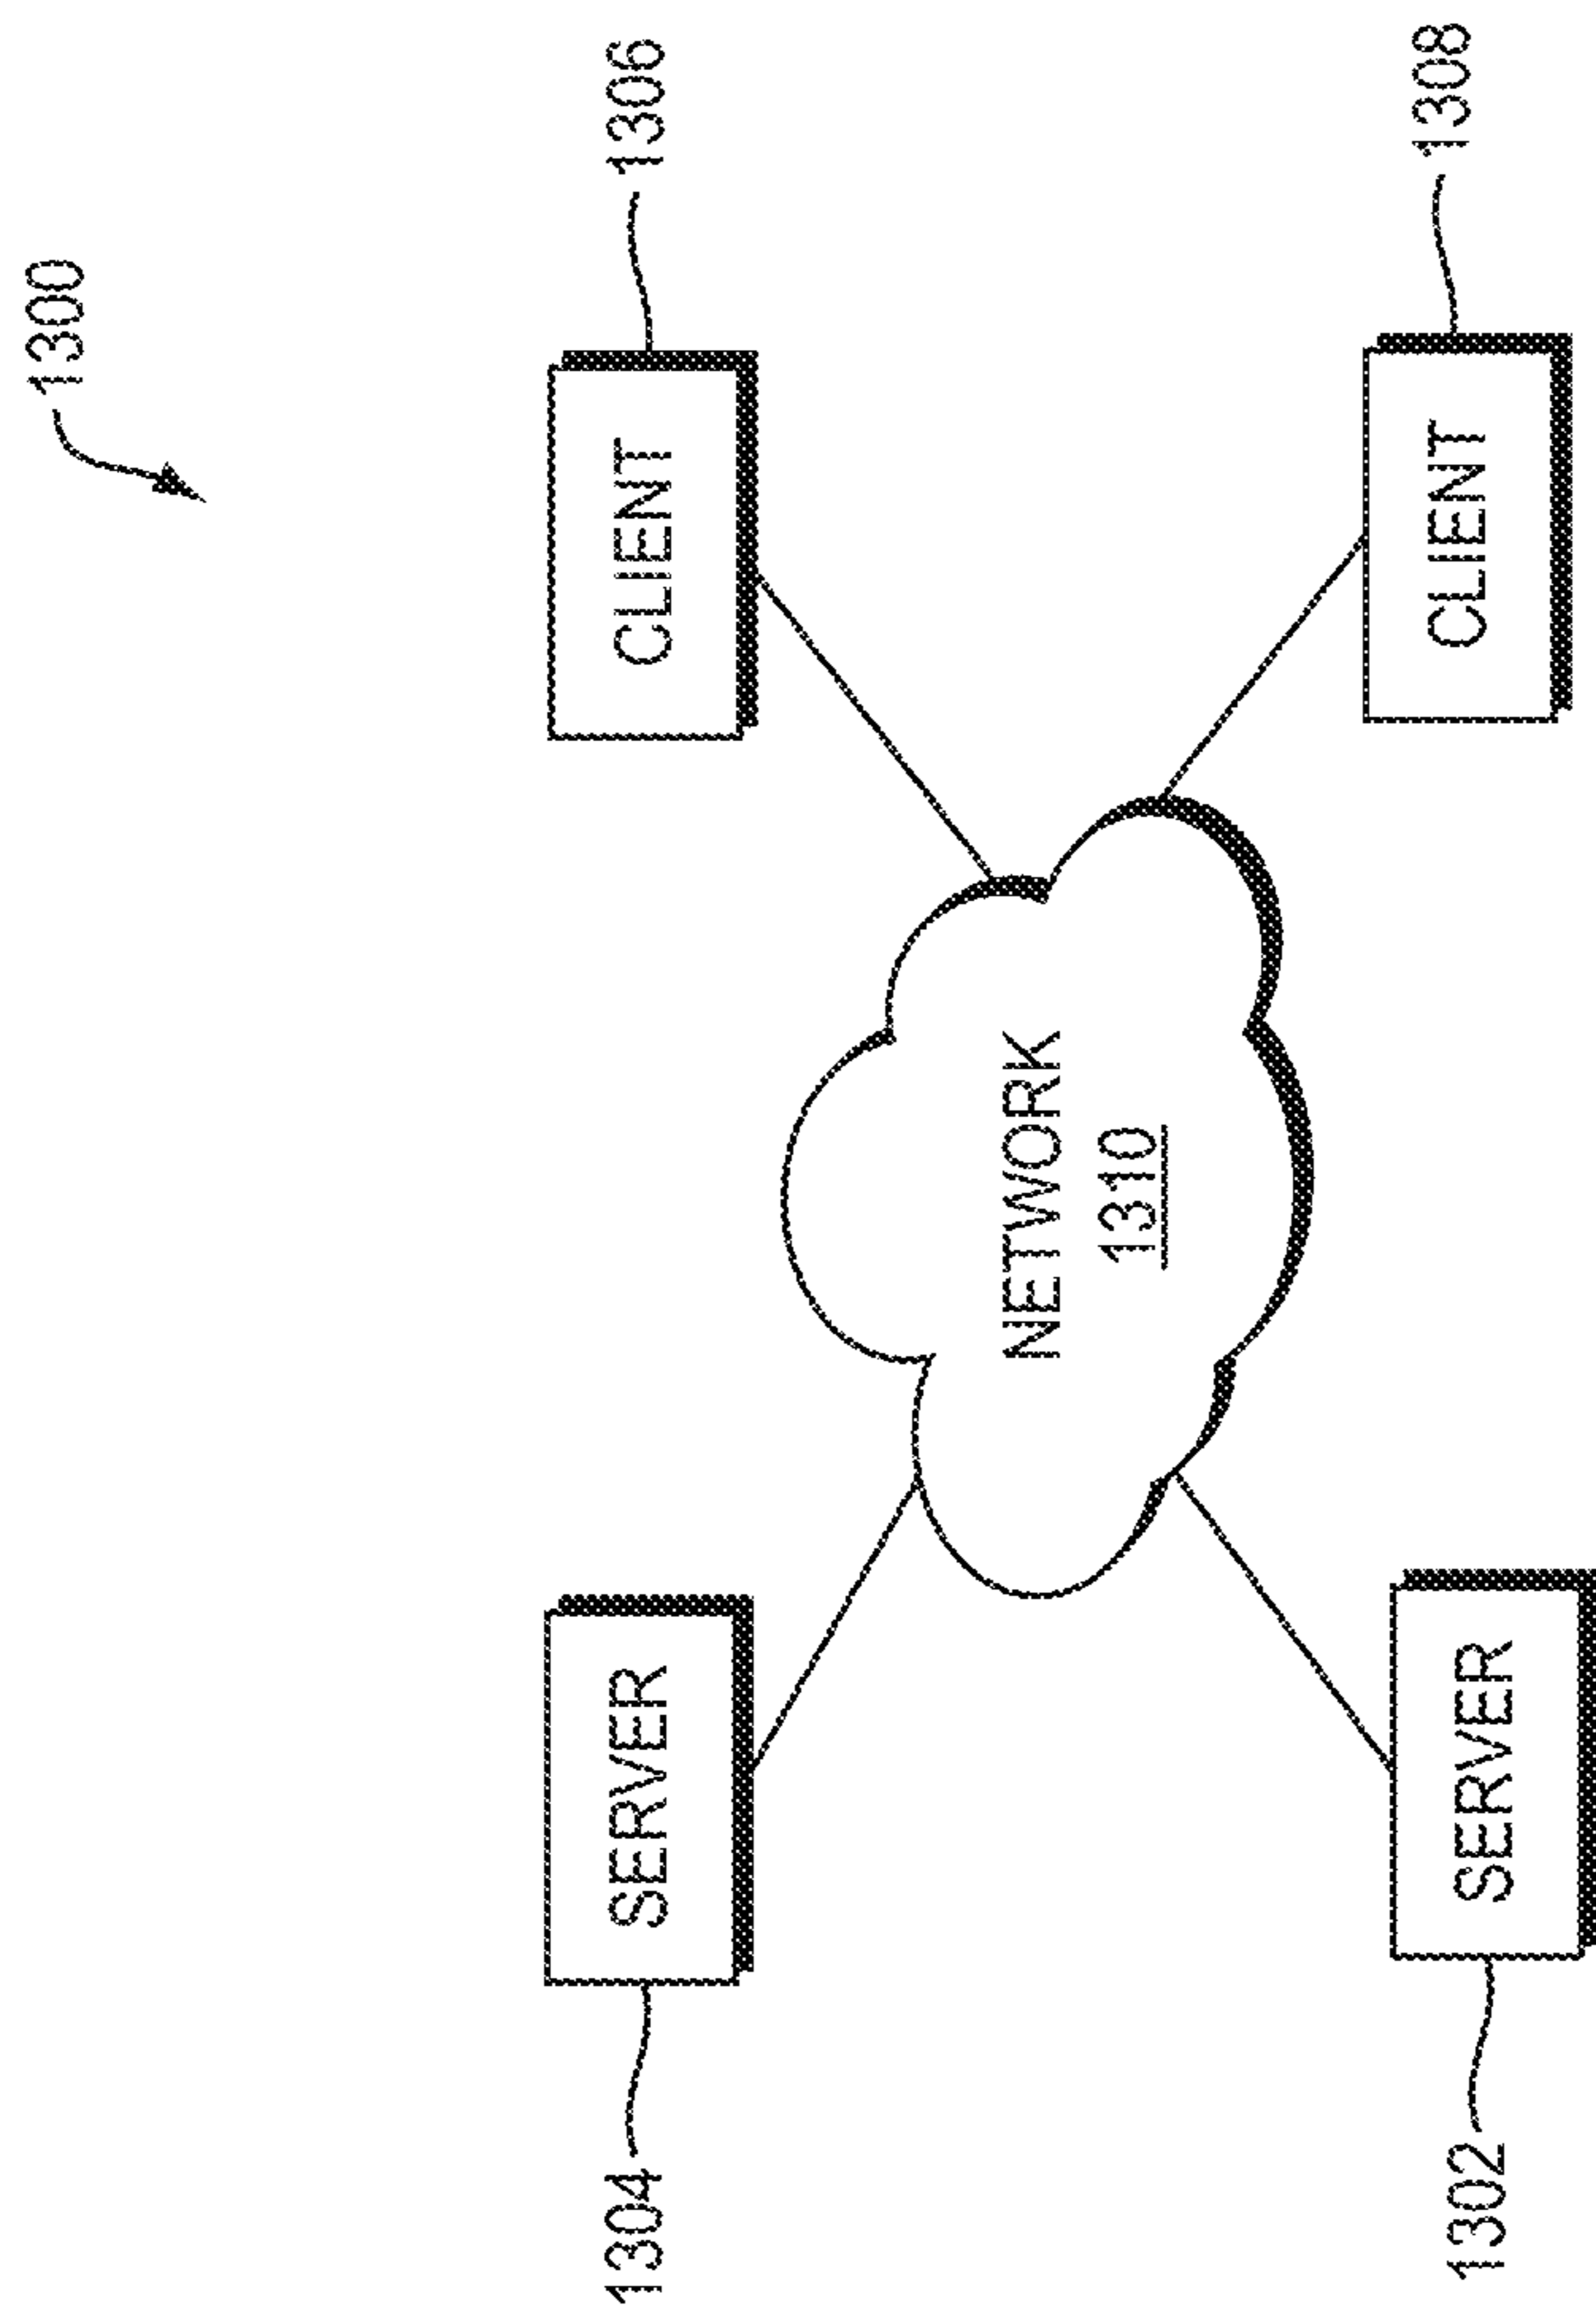 1300
1304
SERVER
CLIENT
1306
NETWORK
1310
1302
SERVER
CLIENT
1308